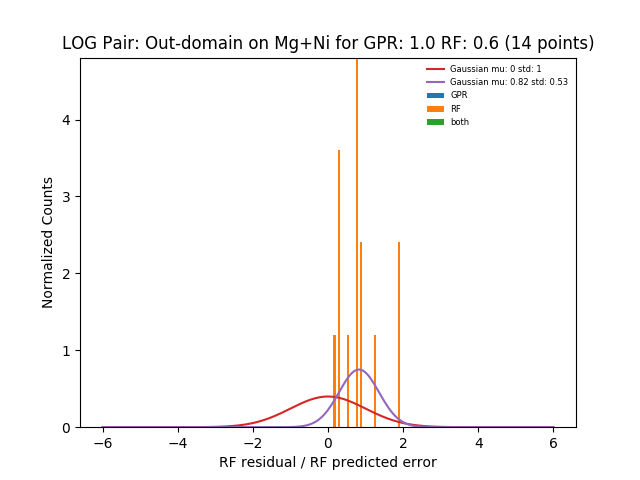 LOG Pair: Out-domain on Mg+Ni for GPR: 1.0 RF: 0.6 (14 points)
Gaussian mu: 0 std: 1
Gaussian mu: 0.82 std: 0.53
GPR
RF
both
Normalized Counts
4
3
2
1
0
−6 −4 −2 0 2 4 6
RF residual / RF predicted error